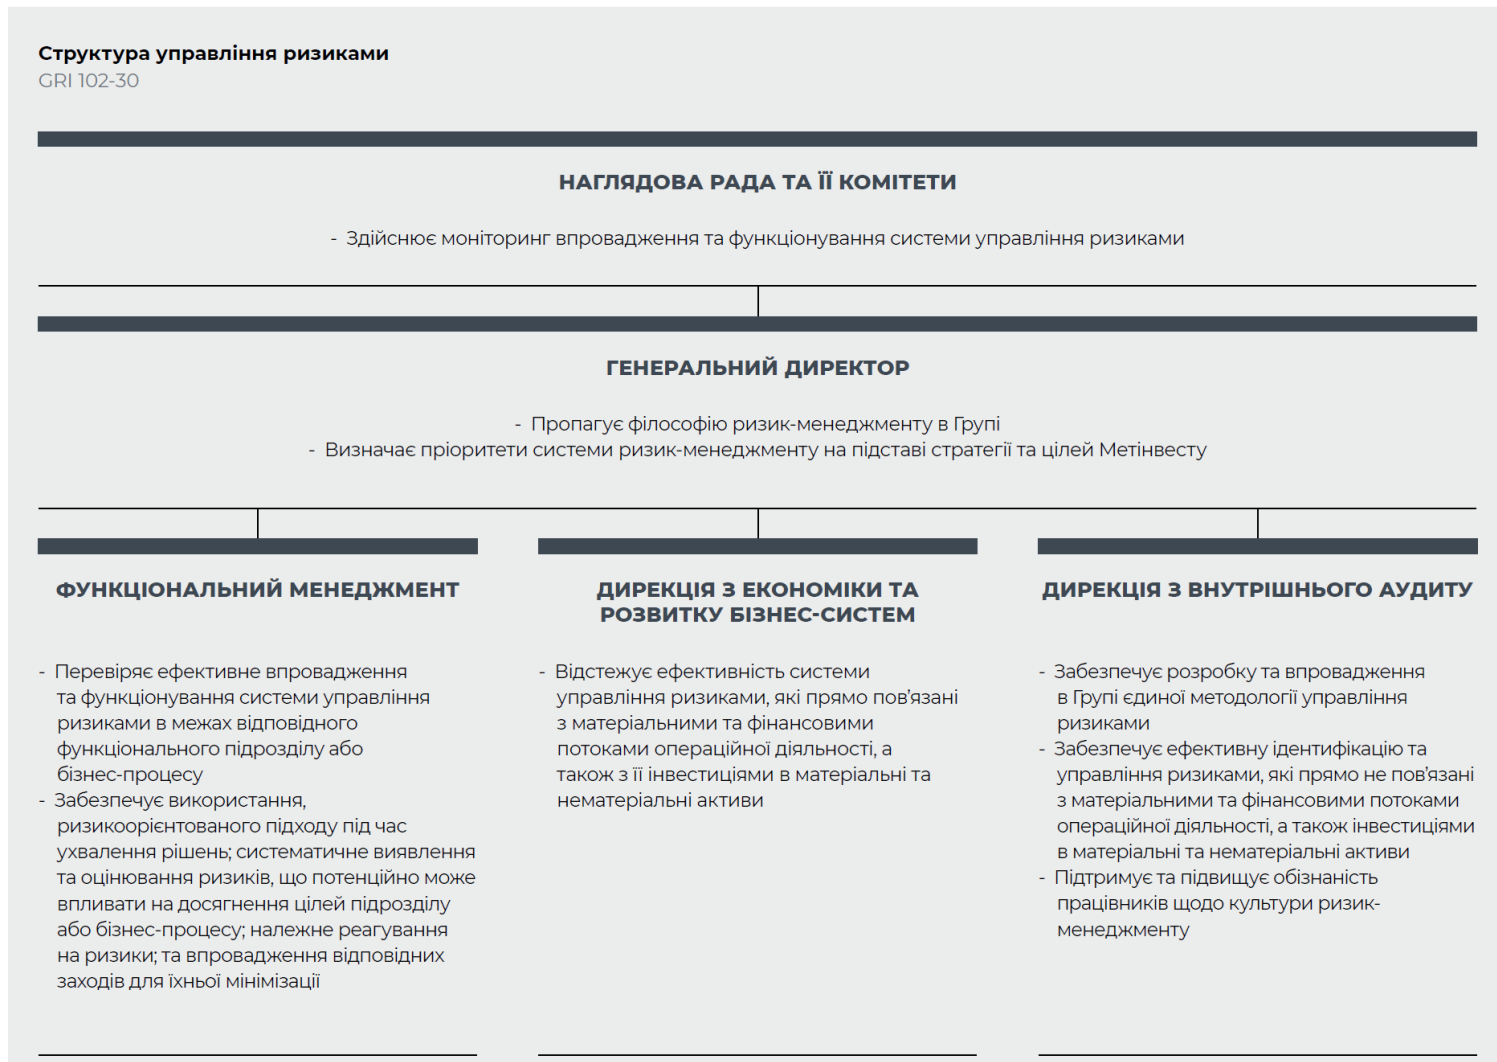 Структура управління ризиками
GRI 102-30
НАГЛЯДОВА РАДА ТА ЇЇ КОМІТЕТИ
- Здійснює моніторинг впровадження та функціонування системи управління ризиками
ГЕНЕРАЛЬНИЙ ДИРЕКТОР
- Пропагує філософію ризик-менеджменту в Групі
- Визначає пріоритети системи ризик-менеджменту на підставі стратегії та цілей Метінвесту
ФУНКЦІОНАЛЬНИЙ МЕНЕДЖМЕНТ
- Перевіряє ефективне впровадження
та функціонування системи управління
ризиками в межах відповідного
функціонального підрозділу або
бізнес-процесу
- Забезпечує використання,
ризикоорієнтованого підходу під час
ухвалення рішень; систематичне виявлення
та оцінювання ризиків, що потенційно може
впливати на досягнення цілей підрозділу
або бізнес-процесу; належне реагування
на ризики; та впровадження відповідних
заходів для їхньої мінімізації
ДИРЕКЦІЯ З ЕКОНОМІКИ ТА
РОЗВИТКУ БІЗНЕС-СИСТЕМ
- Відстежує ефективність системи
управління ризиками, які прямо пов’язані
з матеріальними та фінансовими
потоками операційної діяльності, а
також з її інвестиціями в матеріальні та
нематеріальні активи
ДИРЕКЦІЯ З ВНУТРІШНЬОГО АУДИТУ
- Забезпечує розробку та впровадження
в Групі єдиної методології управління
ризиками
- Забезпечує ефективну ідентифікацію та
управління ризиками, які прямо не пов’язані
з матеріальними та фінансовими потоками
операційної діяльності, а також інвестиціями
в матеріальні та нематеріальні активи
- Підтримує та підвищує обізнаність
працівників щодо культури ризик-
менеджменту